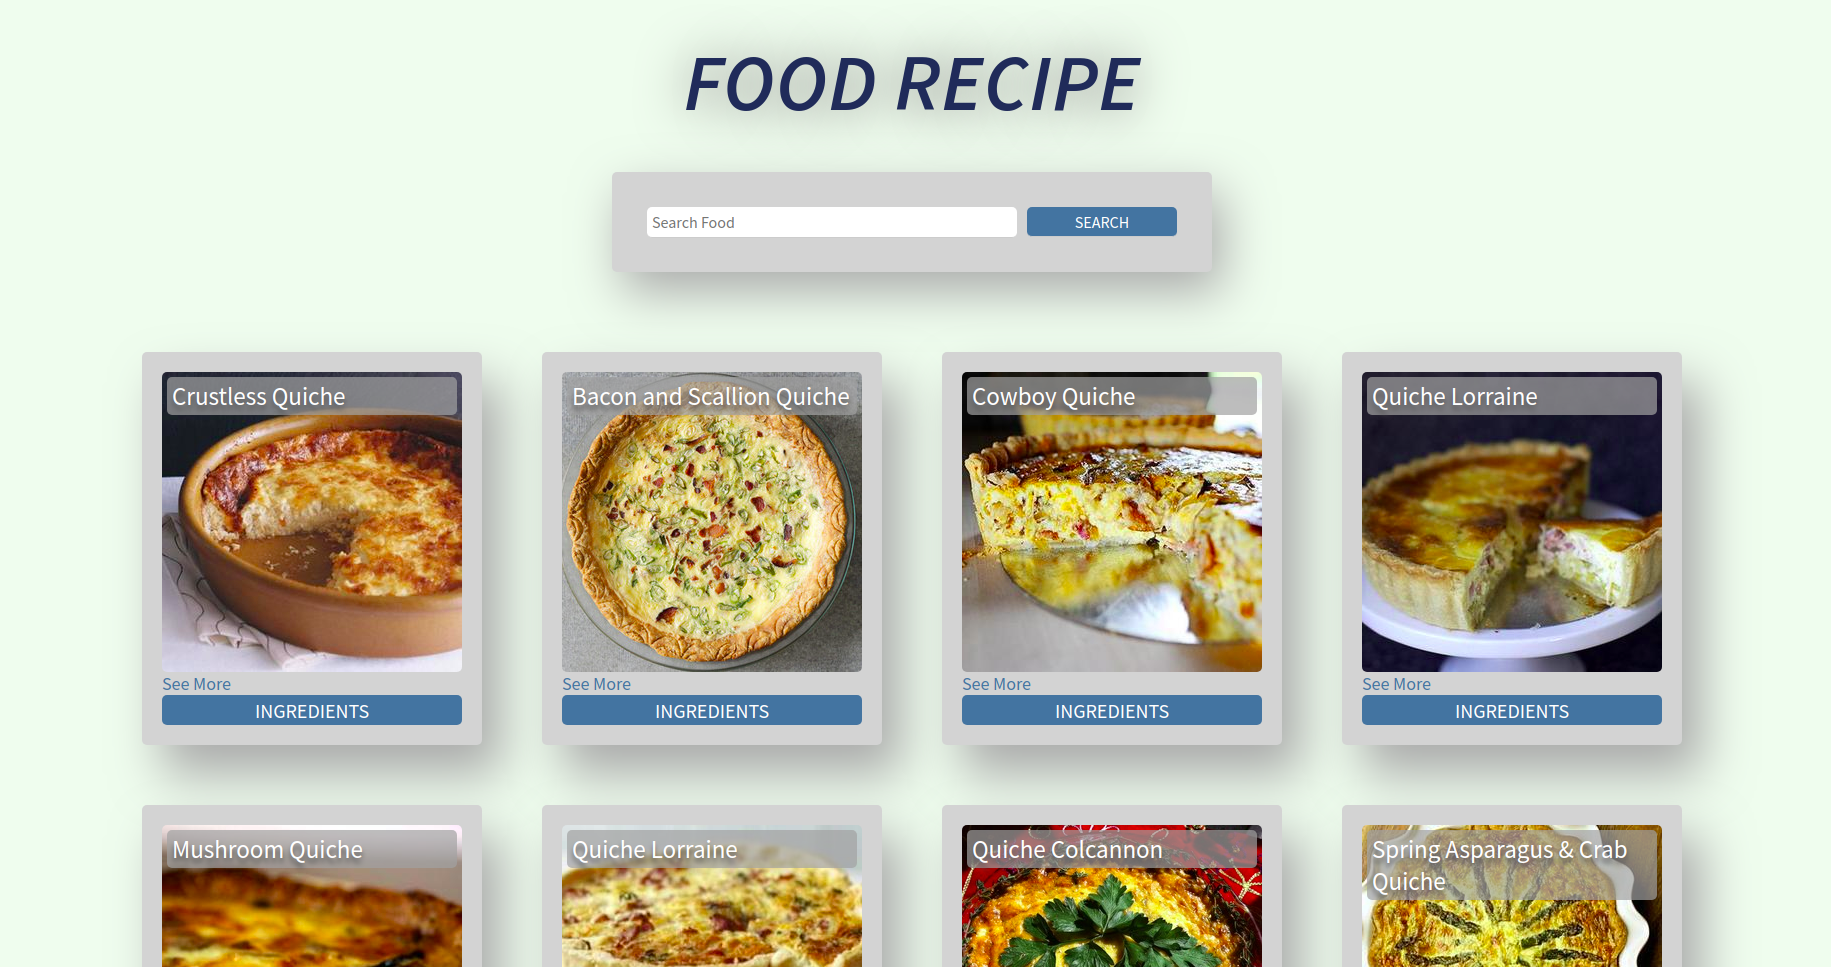 FOOD RECIPE
Search Food
SEARCH
Crustless Quiche
Bacon and Scallion Quiche
Cowboy Quiche
Quiche Lorraine
See More
See More
See More
See More
INGREDIENTS
INGREDIENTS
INGREDIENTS
INGREDIENTS
Mushroom Quiche
Quiche Lorraine
Quiche Colcannon
Spring Asparagus & Crab
Quiche